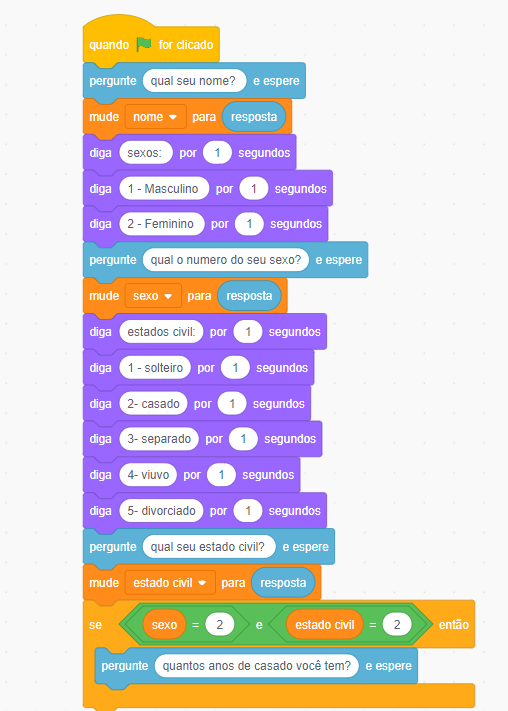 quando for clicado
pergunte qual seu nome? e espere
mude nome para resposta
diga sexos: por 1 segundos
diga 1 - Masculino por 1 segundos
diga 2 - Feminino por 1 segundos
pergunte qual o numero do seu sexo? e espere
mude sexo para resposta
diga estados civil: por 1 segundos
diga 1 - solteiro por 1 segundos
diga 2- casado por 1 segundos
diga 3- separado por 1 segundos
diga 4- viuvo por 1 segundos
diga 5- divorciado por 1 segundos
pergunte qual seu estado civil? e espere
mude estado civil para resposta
se sexo = 2 e estado civil = 2 então
pergunte quantos anos de casado você tem? e espere